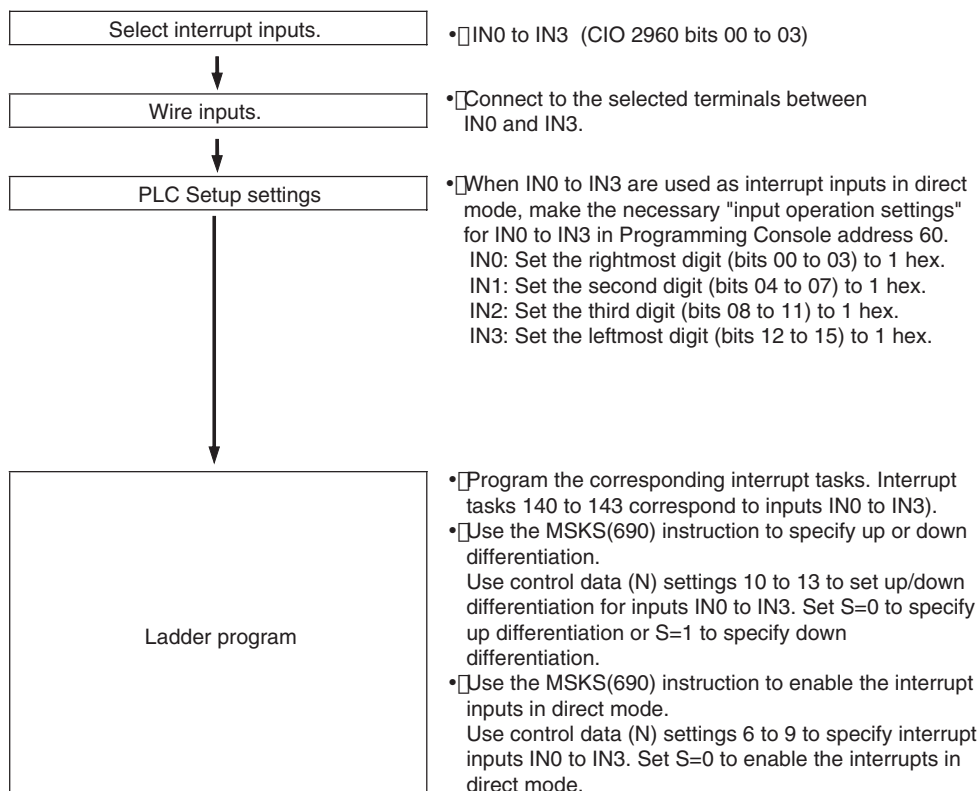 Select interrupt inputs.
•▯IN0 to IN3 (CIO 2960 bits 00 to 03)
Wire inputs.
•▯Connect to the selected terminals between
IN0 and IN3.
PLC Setup settings
•▯When IN0 to IN3 are used as interrupt inputs in direct
mode, make the necessary "input operation settings"
for IN0 to IN3 in Programming Console address 60.
IN0: Set the rightmost digit (bits 00 to 03) to 1 hex.
IN1: Set the second digit (bits 04 to 07) to 1 hex.
IN2: Set the third digit (bits 08 to 11) to 1 hex.
IN3: Set the leftmost digit (bits 12 to 15) to 1 hex.
Ladder program
•▯Program the corresponding interrupt tasks. Interrupt
tasks 140 to 143 correspond to inputs IN0 to IN3).
•▯Use the MSKS(690) instruction to specify up or down
differentiation.
Use control data (N) settings 10 to 13 to set up/down
differentiation for inputs IN0 to IN3. Set S=0 to specify
up differentiation or S=1 to specify down
differentiation.
•▯Use the MSKS(690) instruction to enable the interrupt
inputs in direct mode.
Use control data (N) settings 6 to 9 to specify interrupt
inputs IN0 to IN3. Set S=0 to enable the interrupts in
direct mode.